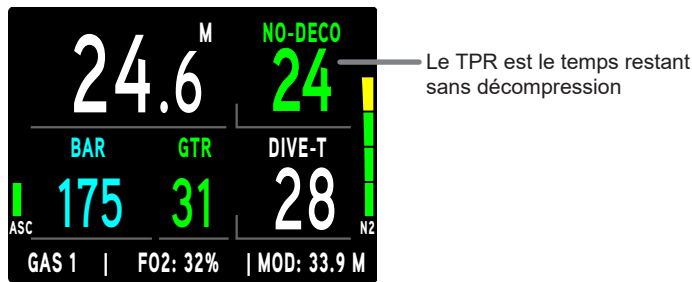 M
NO-DECO
24.6
24
Le TPR est le temps restant
sans décompression
BAR
GTR
DIVE-T
175
31
28
ASC
N2
GAS 1 | FO2: 32% | MOD: 33.9 M